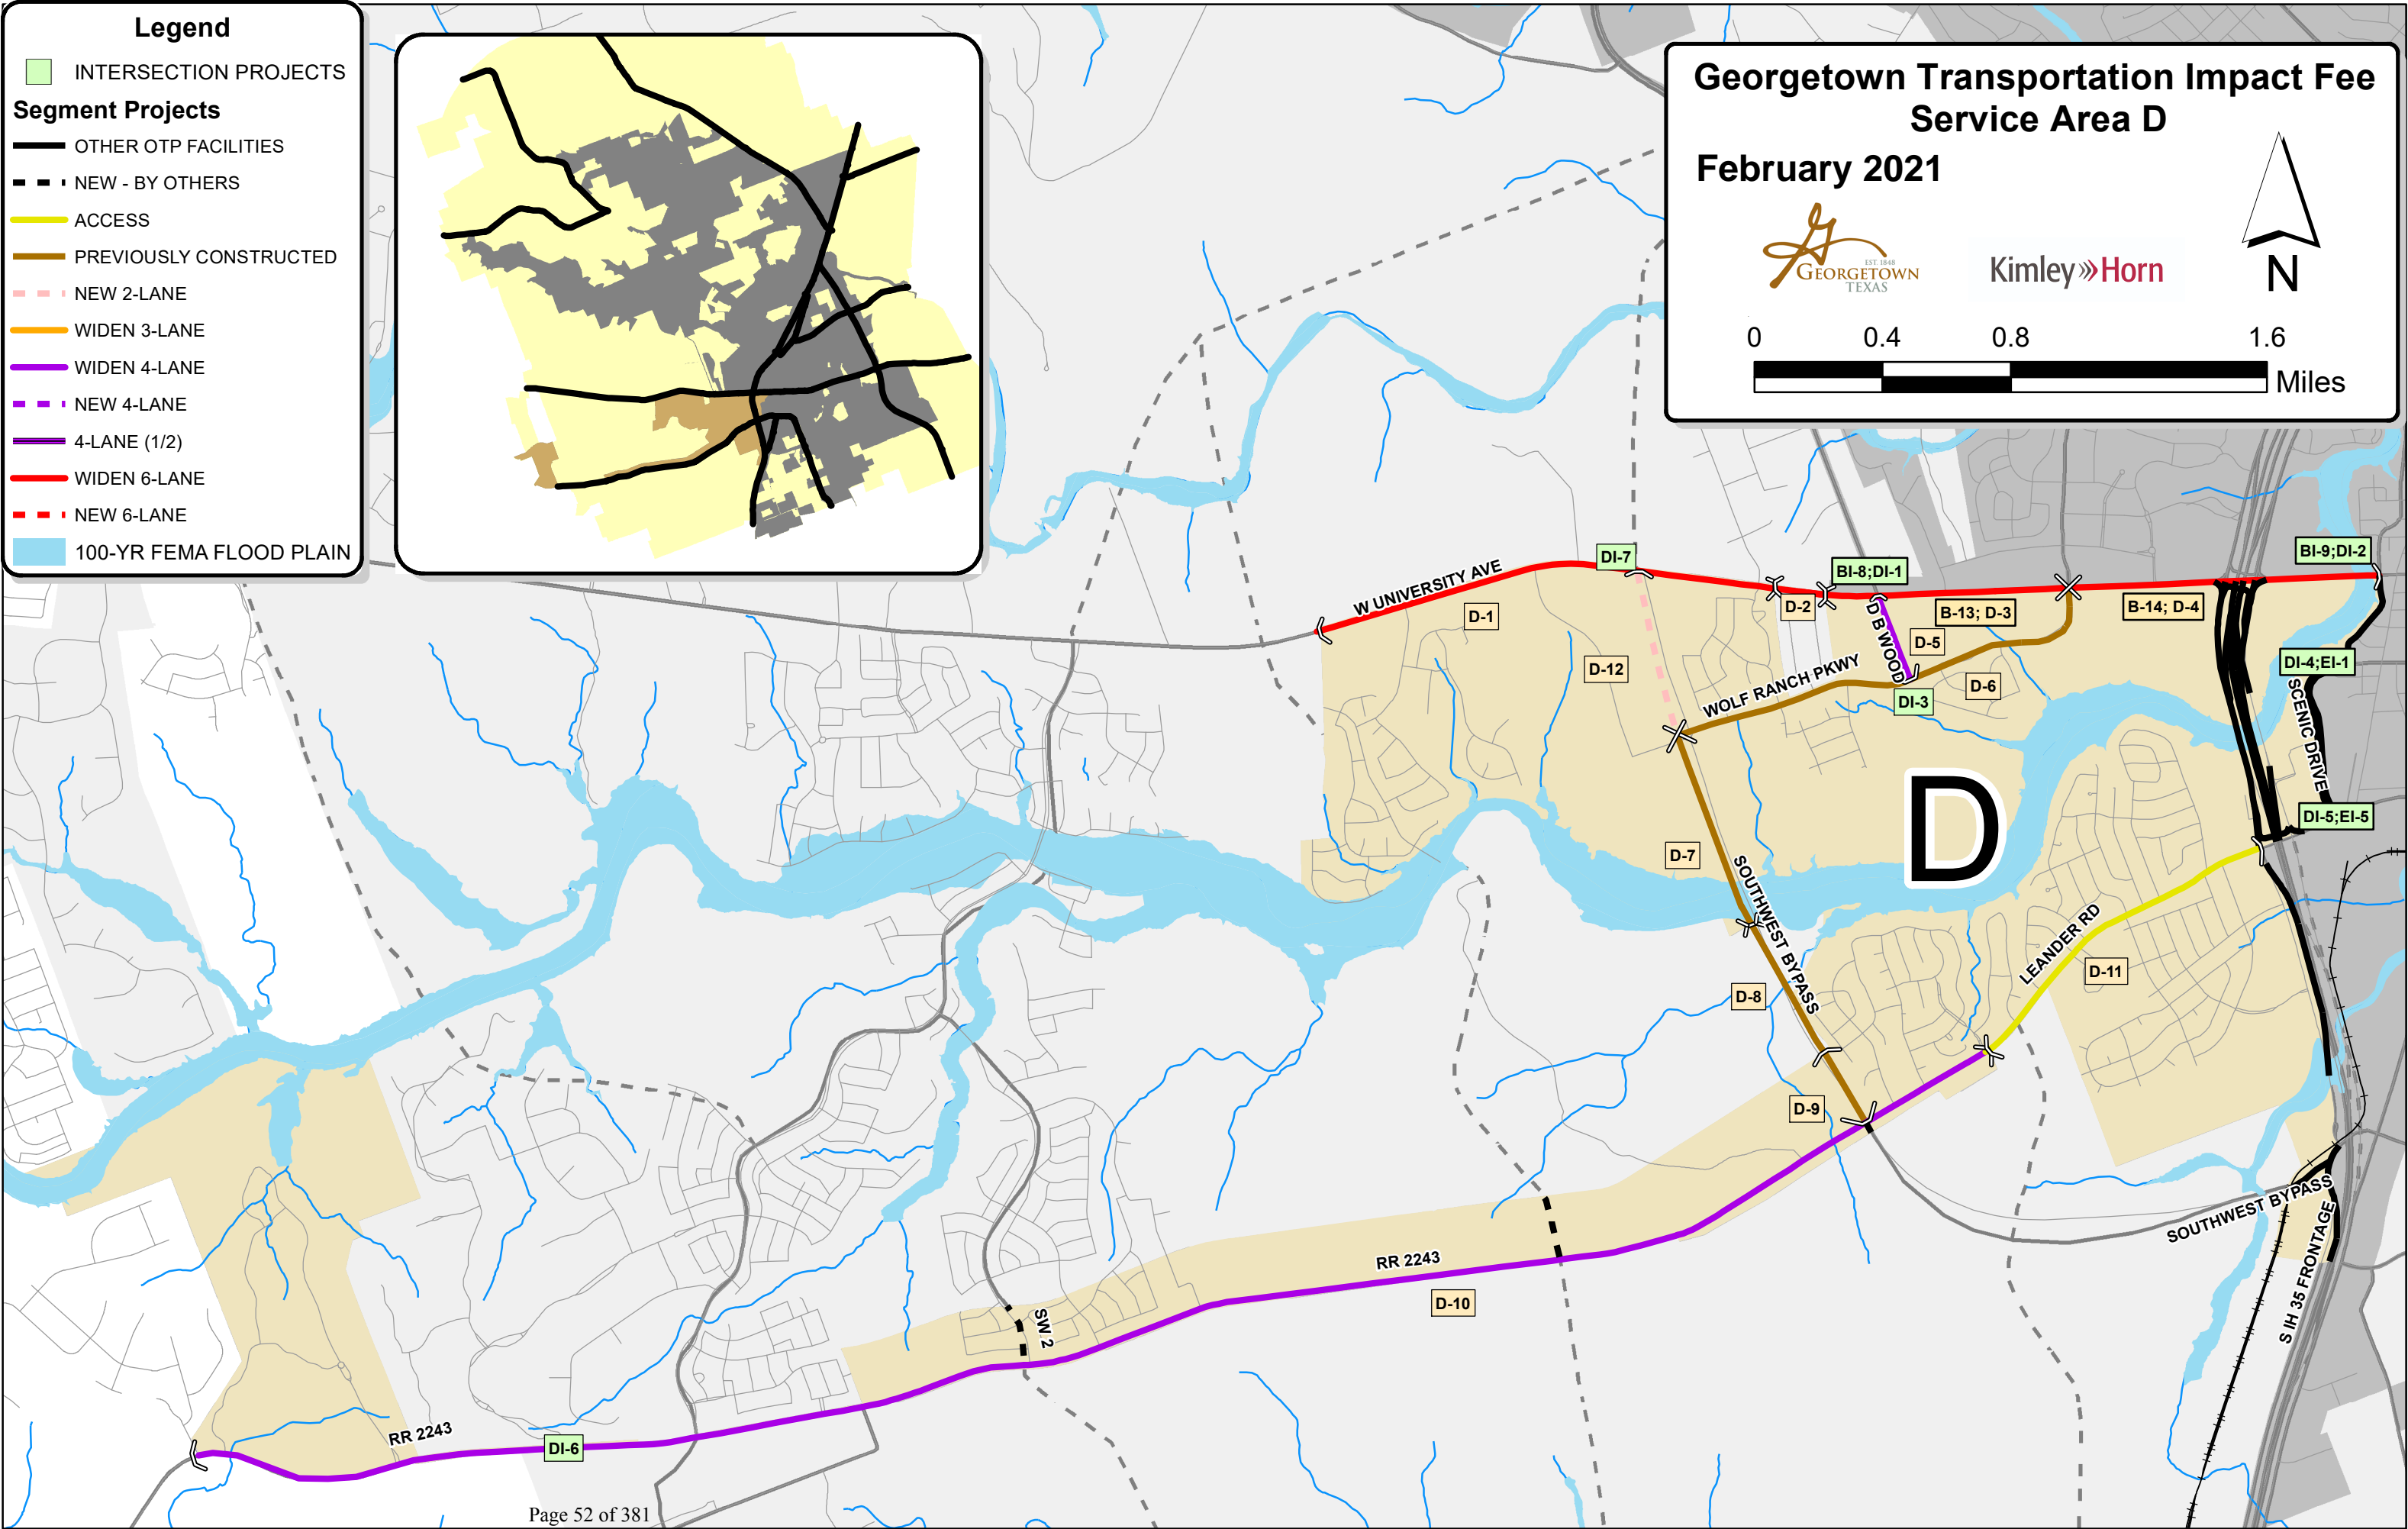 Legend
INTERSECTION PROJECTS
Segment Projects
OTHER OTP FACILITIES
NEW - BY OTHERS
ACCESS
PREVIOUSLY CONSTRUCTED
NEW 2-LANE
WIDEN 3-LANE
WIDEN 4-LANE
NEW 4-LANE
4-LANE (1/2)
WIDEN 6-LANE
NEW 6-LANE
100-YR FEMA FLOOD PLAIN
Georgetown Transportation Impact Fee
Service Area D
February 2021
EST. 1848
GEORGETOWN
TEXAS
Kimley»Horn
N
0 0.4 0.8 1.6
Miles
W UNIVERSITY AVE
DI-7
BI-8;DI-1
BI-9;DI-2
D-1
D-2
B-13; D-3
B-14; D-4
D B WOOD
D-5
D-12
WOLF RANCH PKWY
D-6
DI-3
DI-4;EI-1
SCENIC DRIVE
DI-5;EI-5
D
D-7
SOUTHWEST BYPASS
D-8
LEANDER RD
D-11
D-9
SOUTHWEST BYPASS
S IH 35 FRONTAGE
RR 2243
D-10
SW 2
RR 2243
DI-6
Page 52 of 381